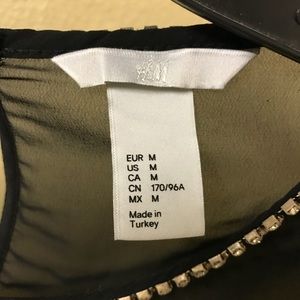 H&M
EUR M
US M
CA M
CN 170/96A
MX M
Made in
Turkey